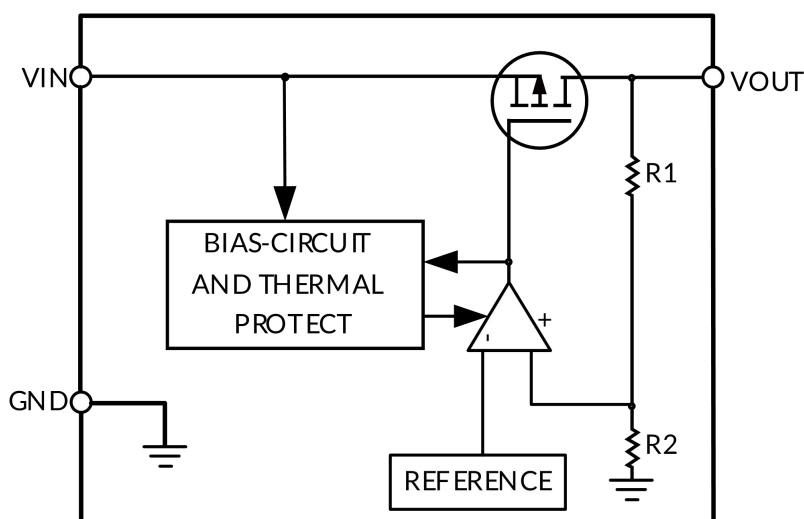 VIN
VOUT
R1
BIAS-CIRCUIT
AND THERMAL
PROTECT
+
-
GND
R2
REFERENCE